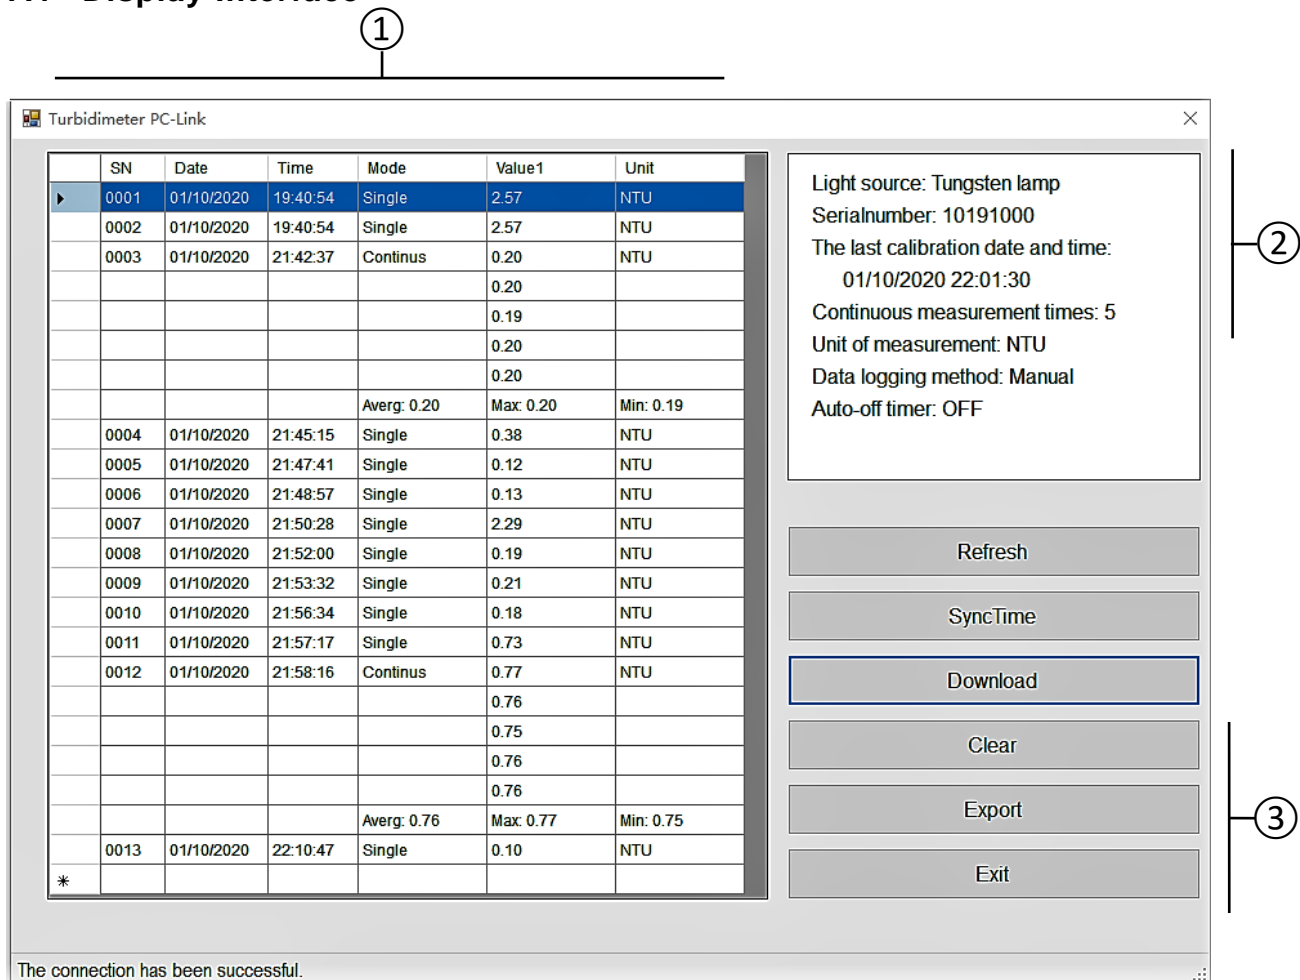 Display Interface
①
Turbidimeter PC-Link
SN Date Time Mode Value1 Unit
0001 01/10/2020 19:40:54 Single 2.57 NTU
0002 01/10/2020 19:40:54 Single 2.57 NTU
0003 01/10/2020 21:42:37 Continus 0.20 NTU
0.20
0.19
0.20
0.20
Averg: 0.20 Max: 0.20 Min: 0.19
0004 01/10/2020 21:45:15 Single 0.38 NTU
0005 01/10/2020 21:47:41 Single 0.12 NTU
0006 01/10/2020 21:48:57 Single 0.13 NTU
0007 01/10/2020 21:50:28 Single 2.29 NTU
0008 01/10/2020 21:52:00 Single 0.19 NTU
0009 01/10/2020 21:53:32 Single 0.21 NTU
0010 01/10/2020 21:56:34 Single 0.18 NTU
0011 01/10/2020 21:57:17 Single 0.73 NTU
0012 01/10/2020 21:58:16 Continus 0.77 NTU
0.76
0.75
0.76
0.76
Averg: 0.76 Max: 0.77 Min: 0.75
0013 01/10/2020 22:10:47 Single 0.10 NTU
*
Light source: Tungsten lamp
Serialnumber: 10191000
The last calibration date and time:
01/10/2020 22:01:30
Continuous measurement times: 5
Unit of measurement: NTU
Data logging method: Manual
Auto-off timer: OFF
②
Refresh
SyncTime
Download
Clear
Export
Exit
③
The connection has been successful.